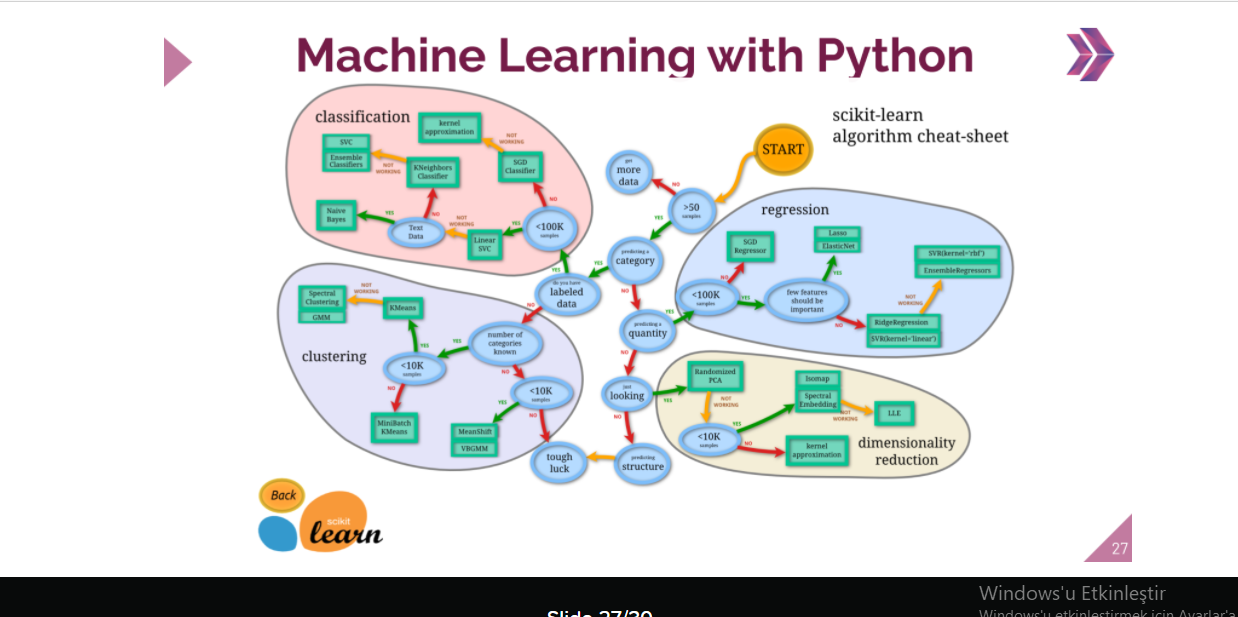 Machine Learning with Python
scikit-learn
algorithm cheat-sheet
START
get
more
data
NO
>50
samples
YES
predicting a
category
YES
NO
do you have
labeled
data
YES
NO
predicting a
quantity
YES
NO
just
looking
YES
NO
predicting
structure
tough
luck
classification
kernel
approximation
NOT
WORKING
SVC
Ensemble
Classifiers
NOT
WORKING
KNeighbors
Classifier
SGD
Classifier
NO
Naive
Bayes
YES
NO
Text
Data
NOT
WORKING
Linear
SVC
YES
<100K
samples
regression
SGD
Regressor
NO
<100K
samples
YES
Lasso
ElasticNet
YES
few features
should be
important
NO
SVR(kernel='rbf')
EnsembleRegressors
NOT
WORKING
RidgeRegression
SVR(kernel='linear')
clustering
Spectral
Clustering
GMM
NOT
WORKING
KMeans
YES
<10K
samples
NO
MiniBatch
KMeans
number of
categories
known
YES
NO
<10K
samples
YES
NO
MeanShift
VBGMM
dimensionality
reduction
Randomized
PCA
NOT
WORKING
<10K
samples
YES
NO
Isomap
Spectral
Embedding
NOT
WORKING
LLE
kernel
approximation
Back
scikit
learn
27
Windows'u Etkinleştir
Slide 27/30
Windows'u etkinleştirmek için Ayarlar'a